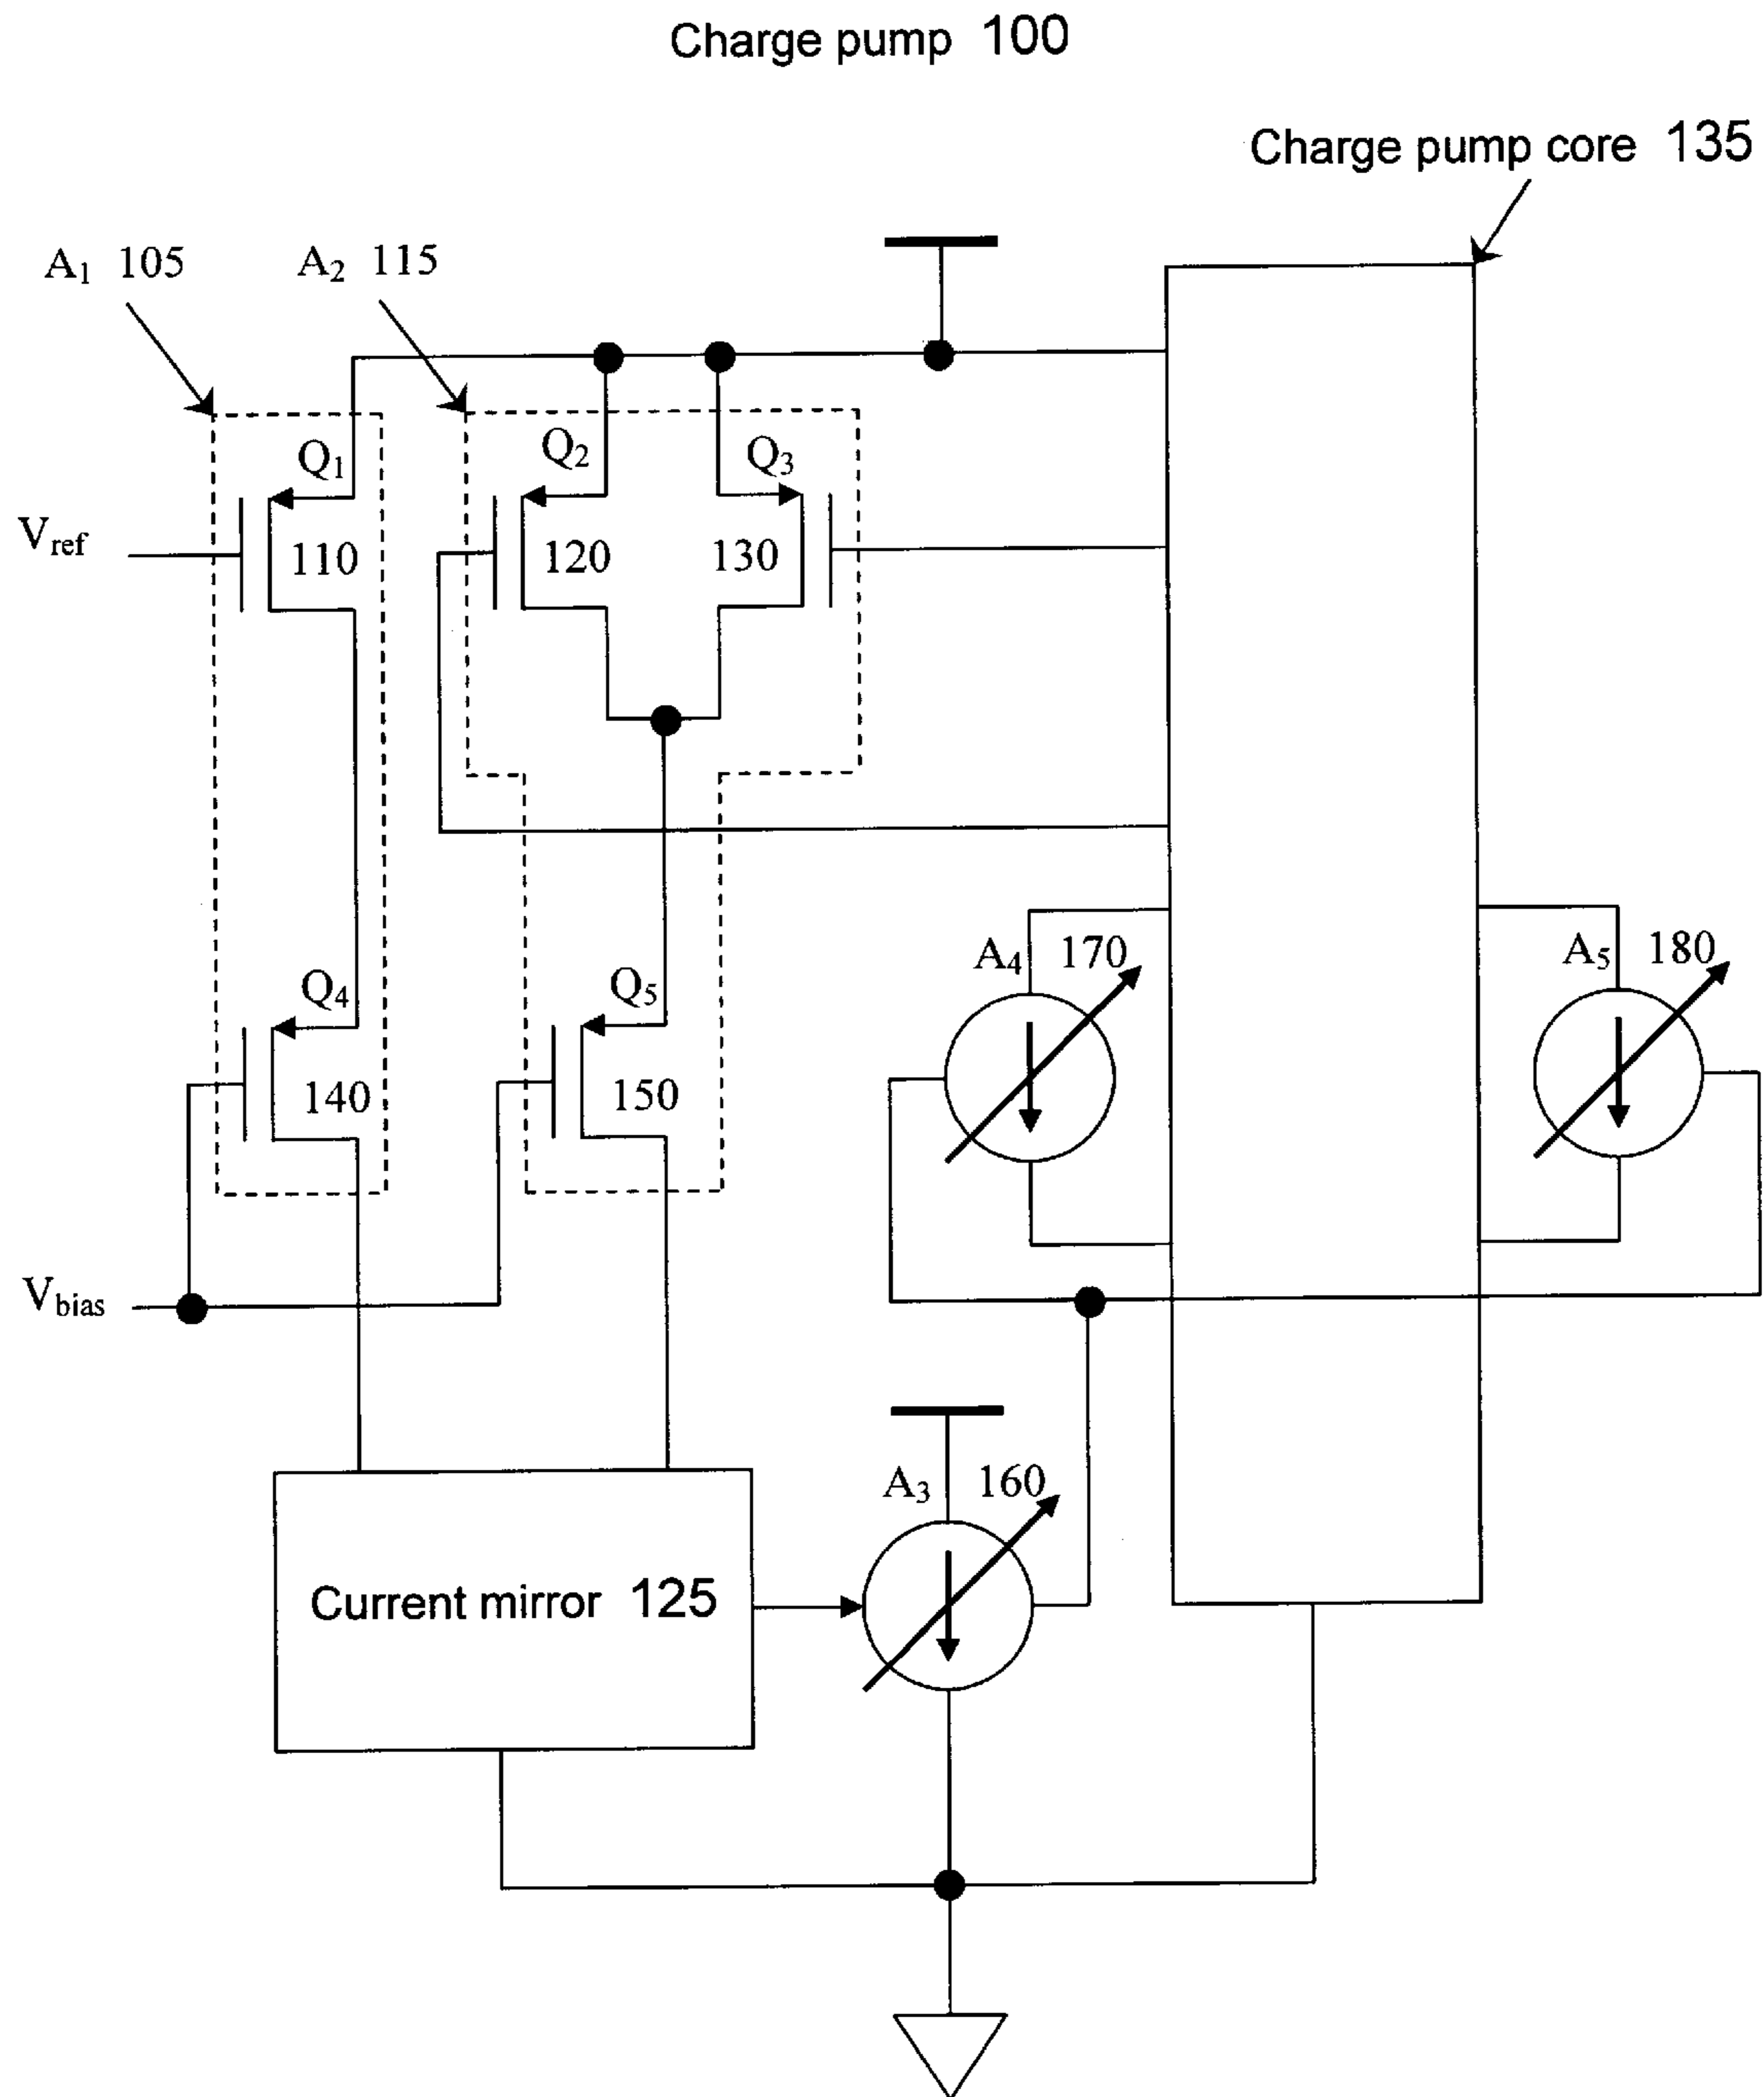 Charge pump 100
Charge pump core 135
A₁ 105
A₂ 115
Q₁
Q₂
Q₃
Vref
110
120
130
Q₄
Q₅
A₄ 170
A₅ 180
140
150
Vbias
A₃ 160
Current mirror 125